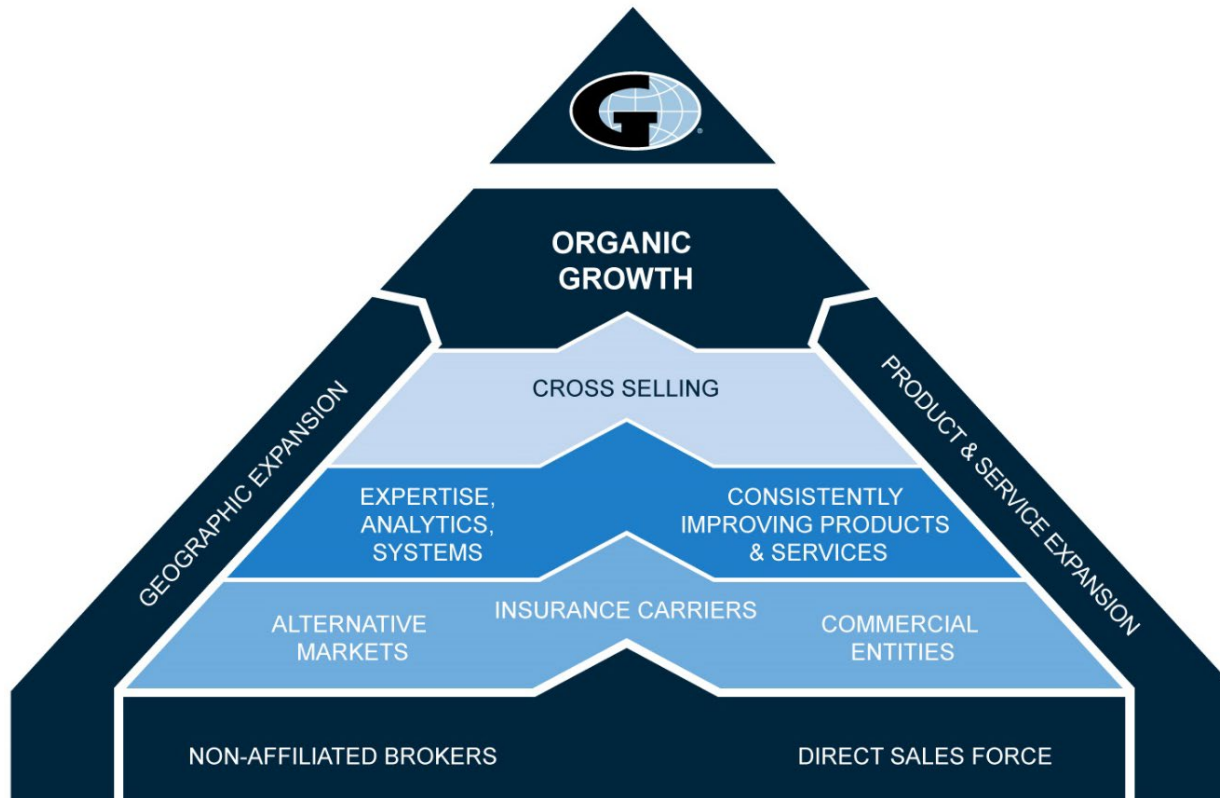 G
ORGANIC
GROWTH
GEOGRAPHIC EXPANSION
PRODUCT & SERVICE EXPANSION
CROSS SELLING
EXPERTISE,
ANALYTICS,
SYSTEMS
CONSISTENTLY
IMPROVING PRODUCTS
& SERVICES
INSURANCE CARRIERS
ALTERNATIVE
MARKETS
COMMERCIAL
ENTITIES
NON-AFFILIATED BROKERS
DIRECT SALES FORCE